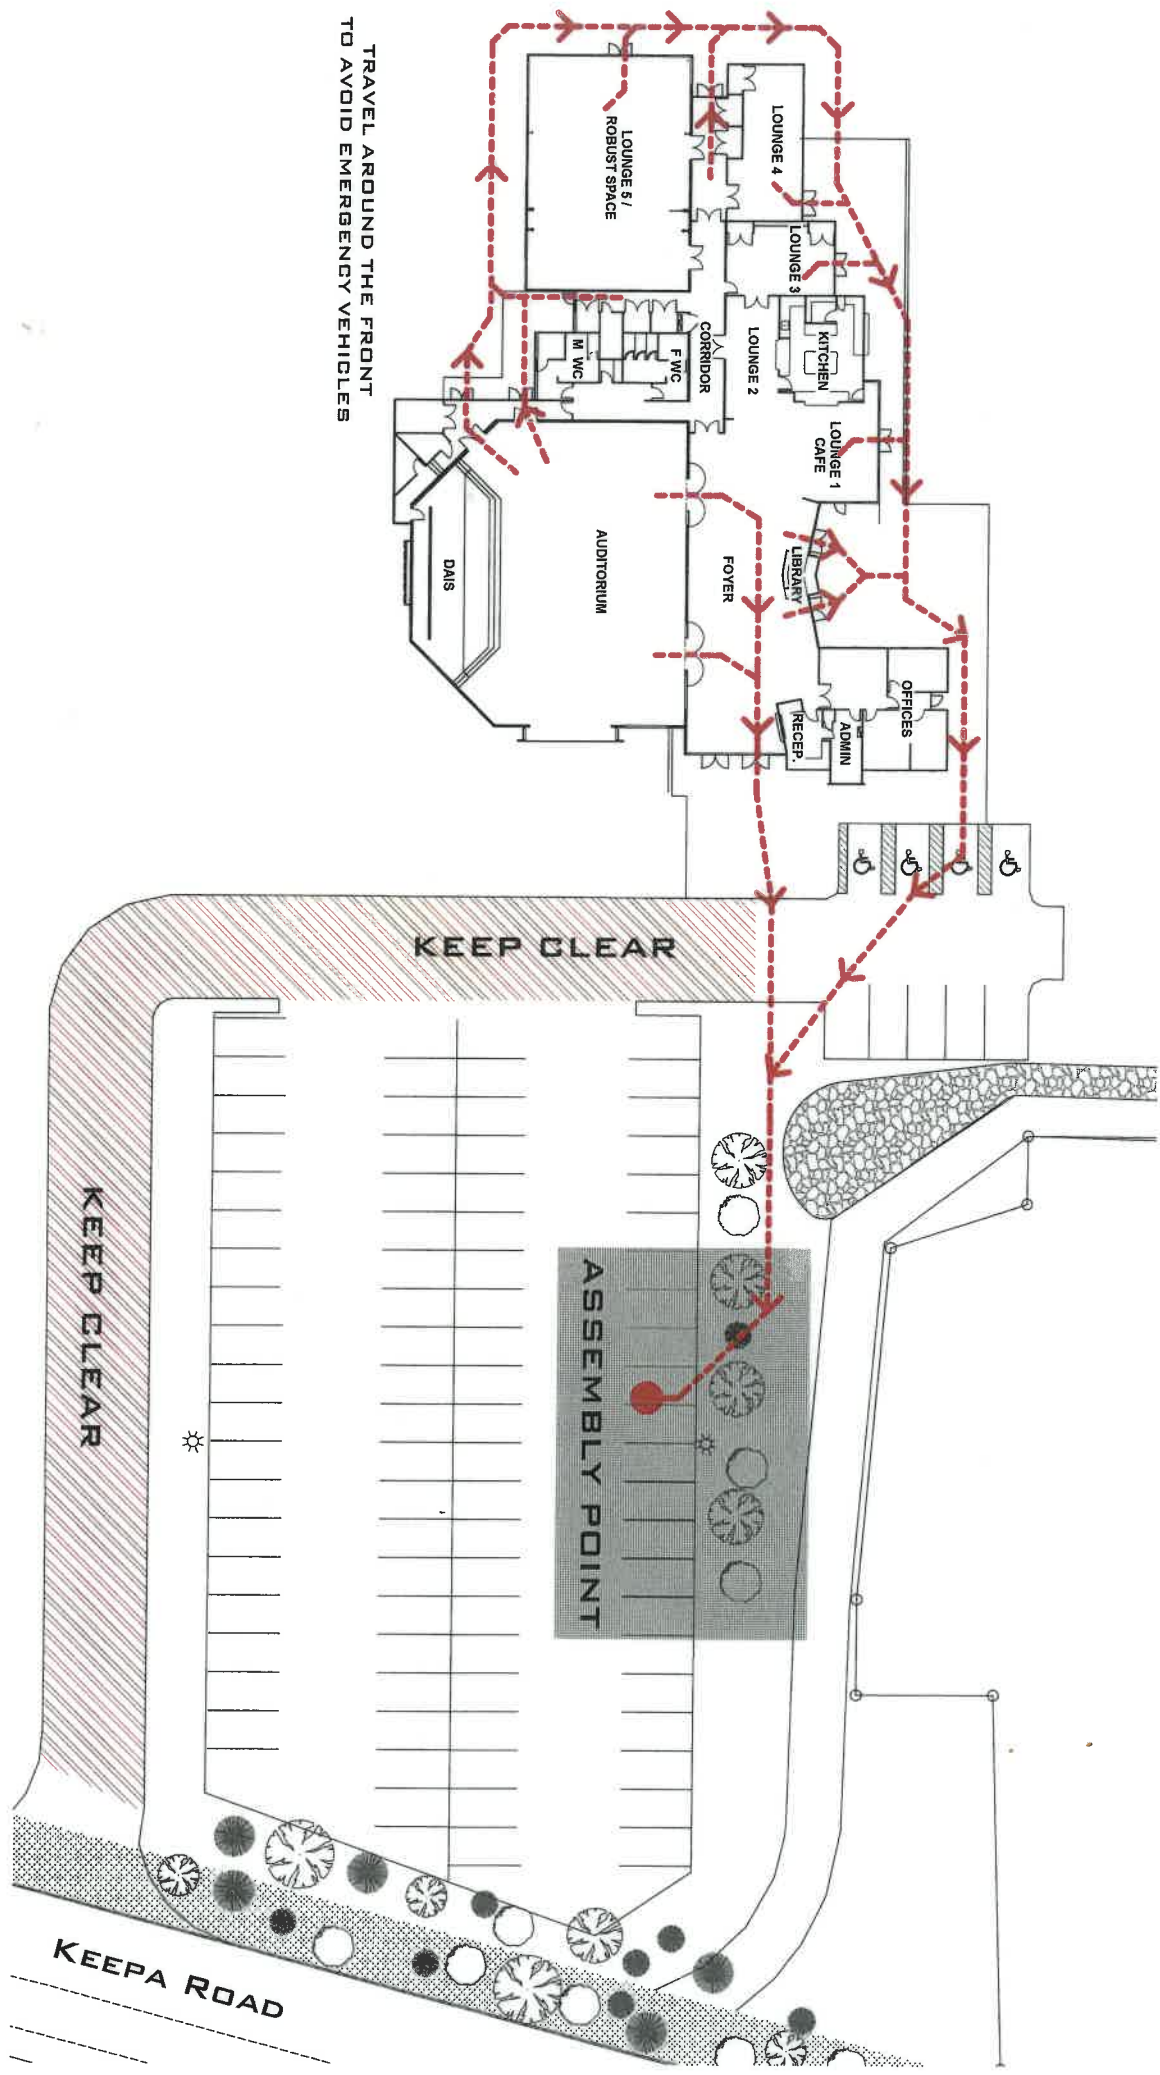 TRAVEL AROUND THE FRONT
TO AVOID EMERGENCY VEHICLES
LOUNGE 5 /
ROBUST SPACE
LOUNGE 4
LOUNGE 3
LOUNGE 2
KITCHEN
CORRIDOR
F WC
M WC
LOUNGE 1
CAFE
AUDITORIUM
DAIS
FOYER
LIBRARY
OFFICES
ADMIN
RECEP.
KEEP CLEAR
KEEP CLEAR
ASSEMBLY POINT
KEEPA ROAD